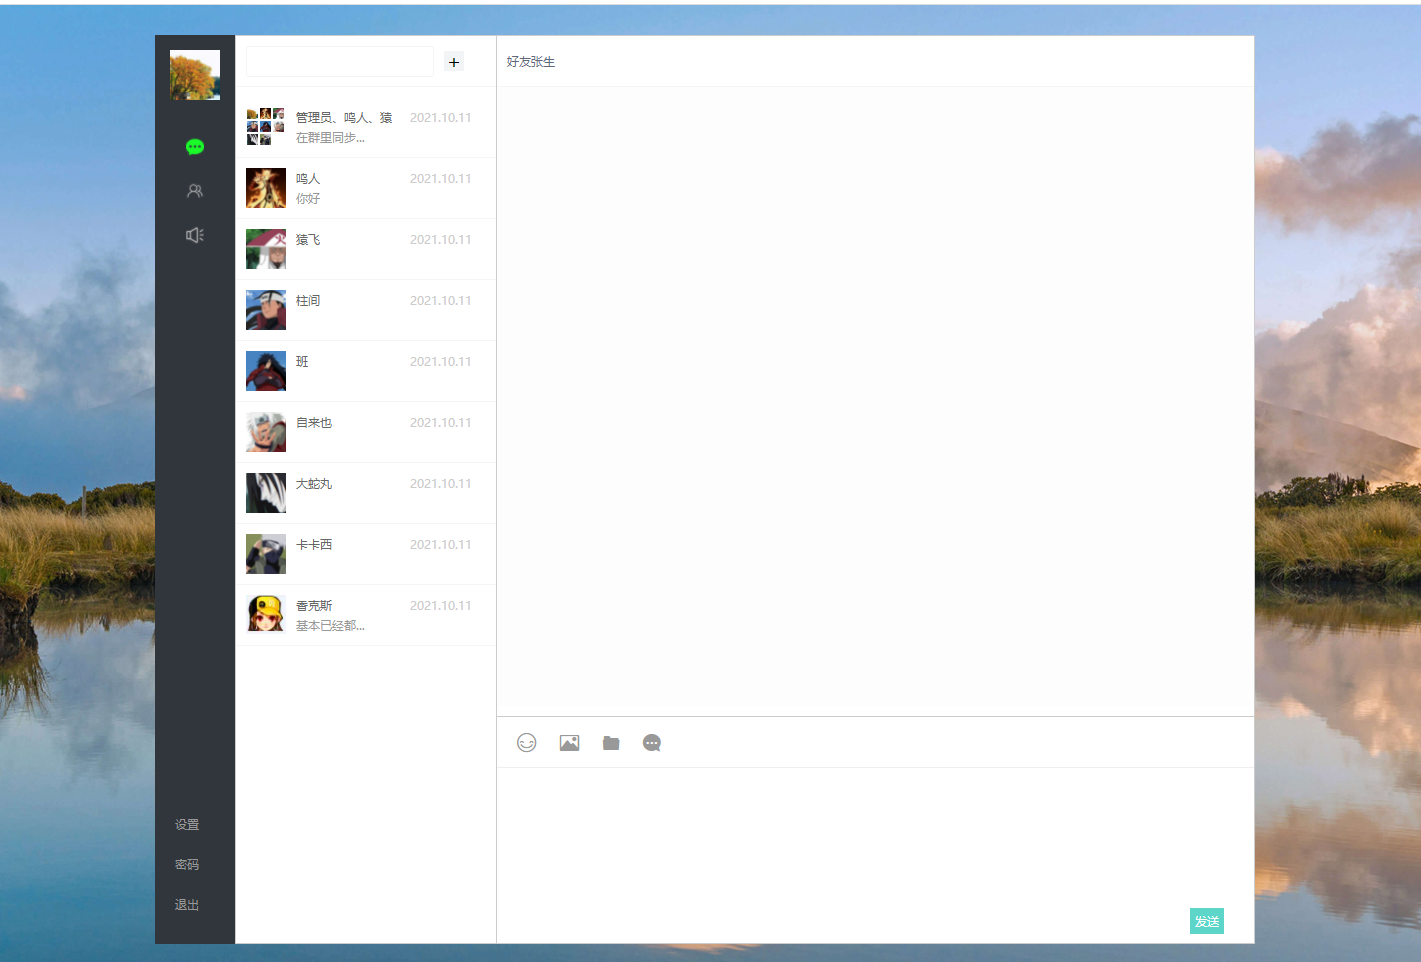 +
好友张生
管理员、鸣人、猿
2021.10.11
在群里同步...
鸣人
2021.10.11
你好
猿飞
2021.10.11
柱间
2021.10.11
班
2021.10.11
自来也
2021.10.11
大蛇丸
2021.10.11
卡卡西
2021.10.11
香克斯
2021.10.11
基本已经都...
设置
密码
退出
发送